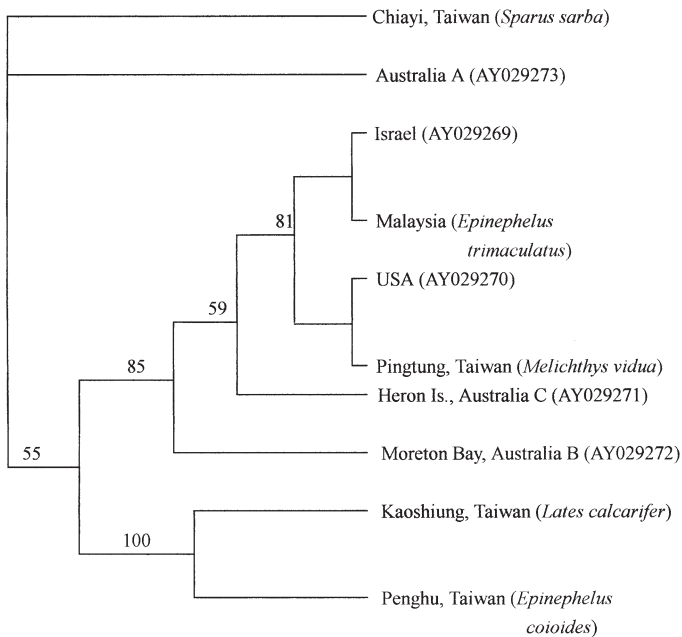 Chiayi, Taiwan (Sparus sarba)
Australia A (AY029273)
Israel (AY029269)
81
Malaysia (Epinephelus
trimaculatus)
USA (AY029270)
59
85
Pingtung, Taiwan (Melichthys vidua)
Heron Is., Australia C (AY029271)
55
Moreton Bay, Australia B (AY029272)
Kaoshiung, Taiwan (Lates calcarifer)
100
Penghu, Taiwan (Epinephelus
coioides)